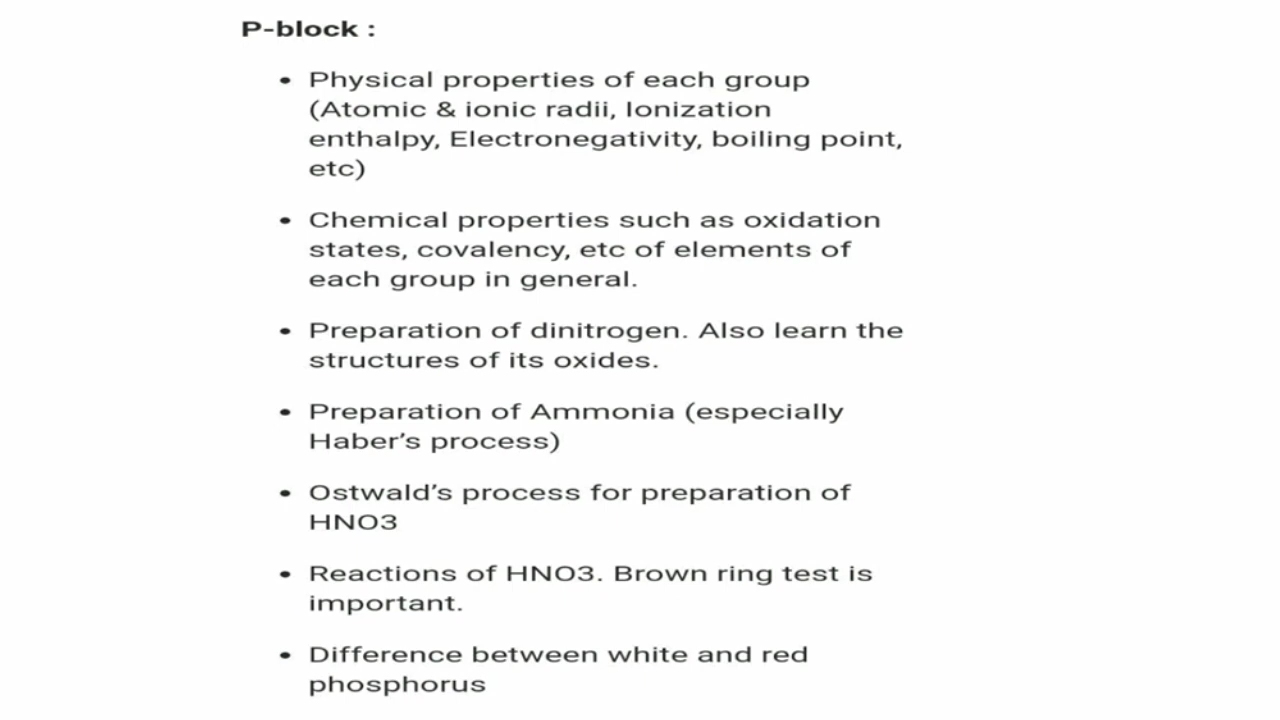 P-block :
• Physical properties of each group
(Atomic & ionic radii, Ionization
enthalpy, Electronegativity, boiling point,
etc)
• Chemical properties such as oxidation
states, covalency, etc of elements of
each group in general.
• Preparation of dinitrogen. Also learn the
structures of its oxides.
• Preparation of Ammonia (especially
Haber’s process)
• Ostwald’s process for preparation of
HNO3
• Reactions of HNO3. Brown ring test is
important.
• Difference between white and red
phosphorus